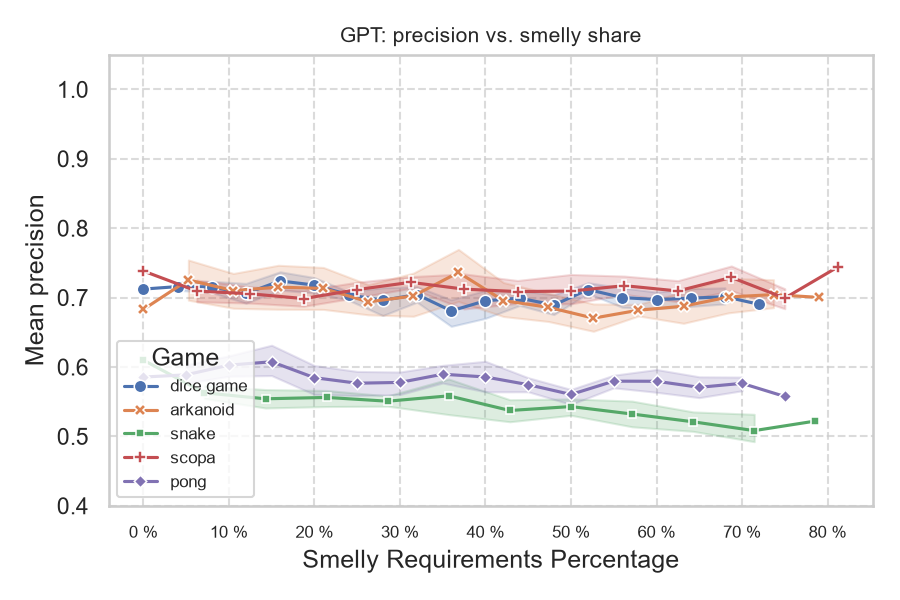 GPT: precision vs. smelly share
Mean precision
1.0
0.9
0.8
0.7
0.6
0.5
0.4
Game
dice game
arkanoid
snake
scopa
pong
0 %
10 %
20 %
30 %
40 %
50 %
60 %
70 %
80 %
Smelly Requirements Percentage